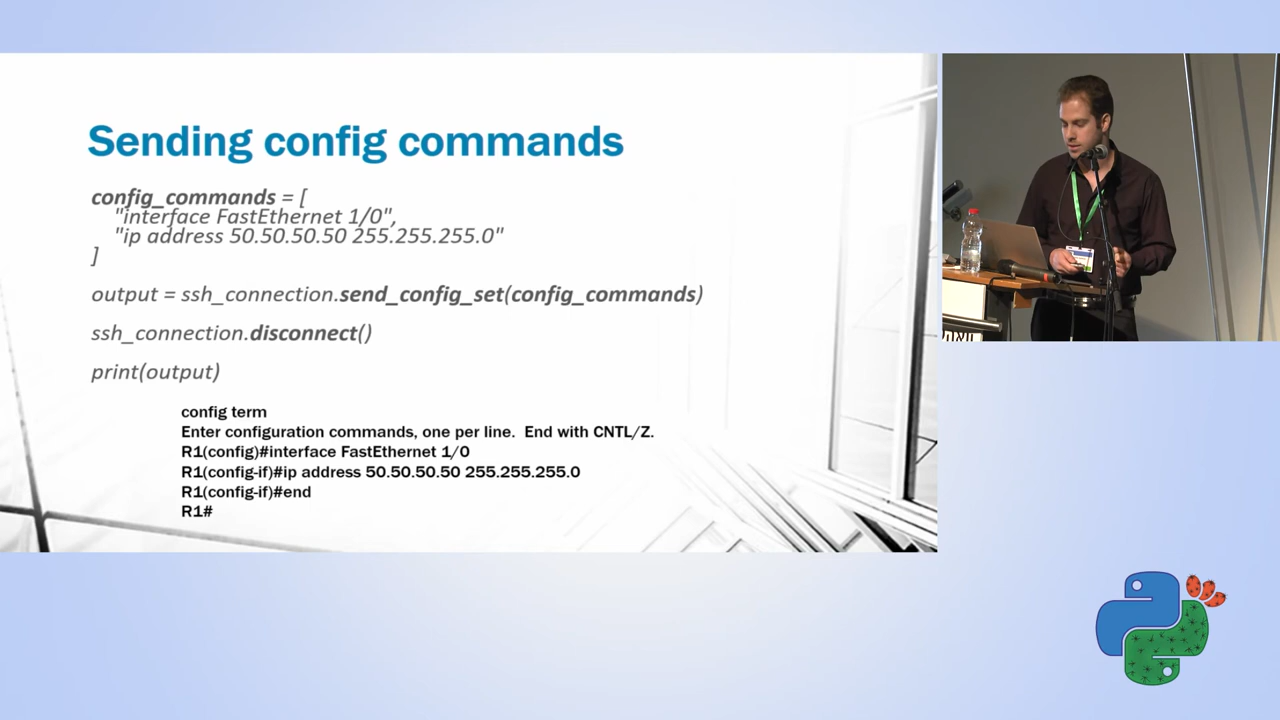 Sending config commands
config_commands = [
"interface FastEthernet 1/0",
"ip address 50.50.50.50 255.255.255.0"
]
output = ssh_connection.send_config_set(config_commands)
ssh_connection.disconnect()
print(output)
config term
Enter configuration commands, one per line.  End with CNTL/Z.
R1(config)#interface FastEthernet 1/0
R1(config-if)#ip address 50.50.50.50 255.255.255.0
R1(config-if)#end
R1#